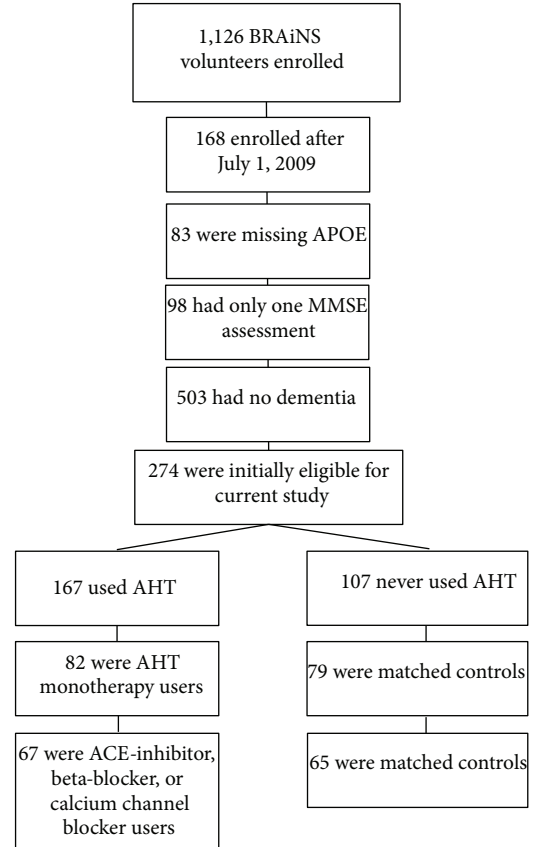 1,126 BRAiNS
volunteers enrolled
168 enrolled after
July 1, 2009
83 were missing APOE
98 had only one MMSE
assessment
503 had no dementia
274 were initially eligible for
current study
167 used AHT
107 never used AHT
82 were AHT
monotherapy users
79 were matched controls
67 were ACE-inhibitor,
beta-blocker, or
calcium channel
blocker users
65 were matched controls